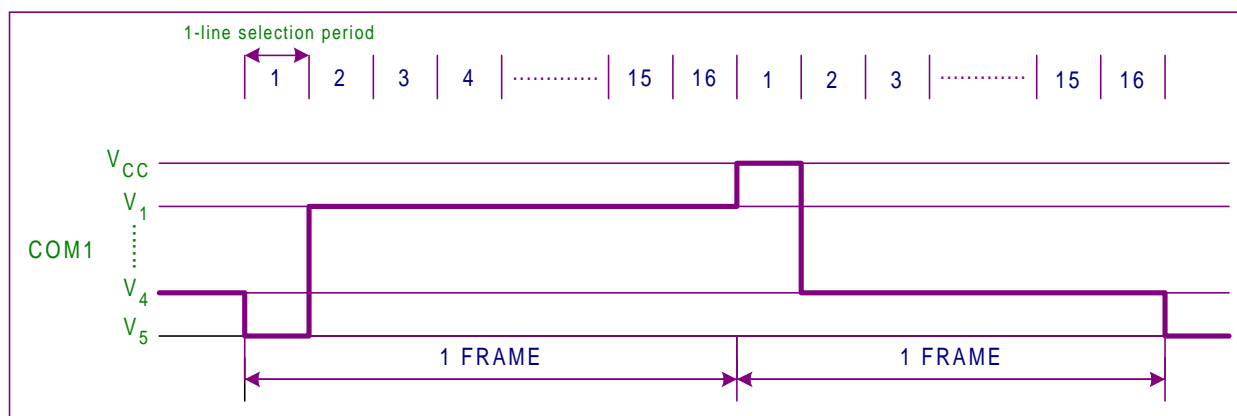 1-line selection period
1 2 3 4 ............. 15 16 1 2 3 ............. 15 16
VCC
V1
COM1
V4
V5
1 FRAME 1 FRAME